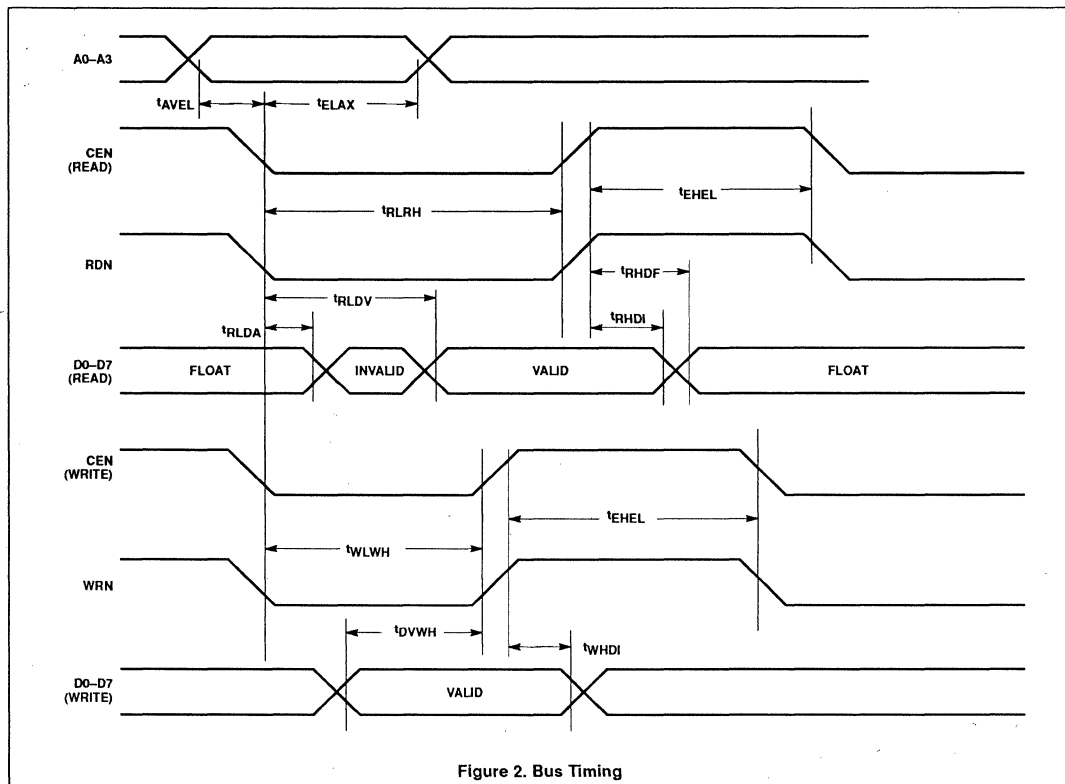 A0–A3
tAVEL
tELAX
CEN
(READ)
tEHEL
tRLRH
RDN
tRHDF
tRLDV
tRHDI
tRLDA
D0–D7
(READ)
FLOAT
INVALID
VALID
FLOAT
CEN
(WRITE)
tEHEL
tWLWH
WRN
tDVWH
tWHDI
D0–D7
(WRITE)
VALID
Figure 2. Bus Timing